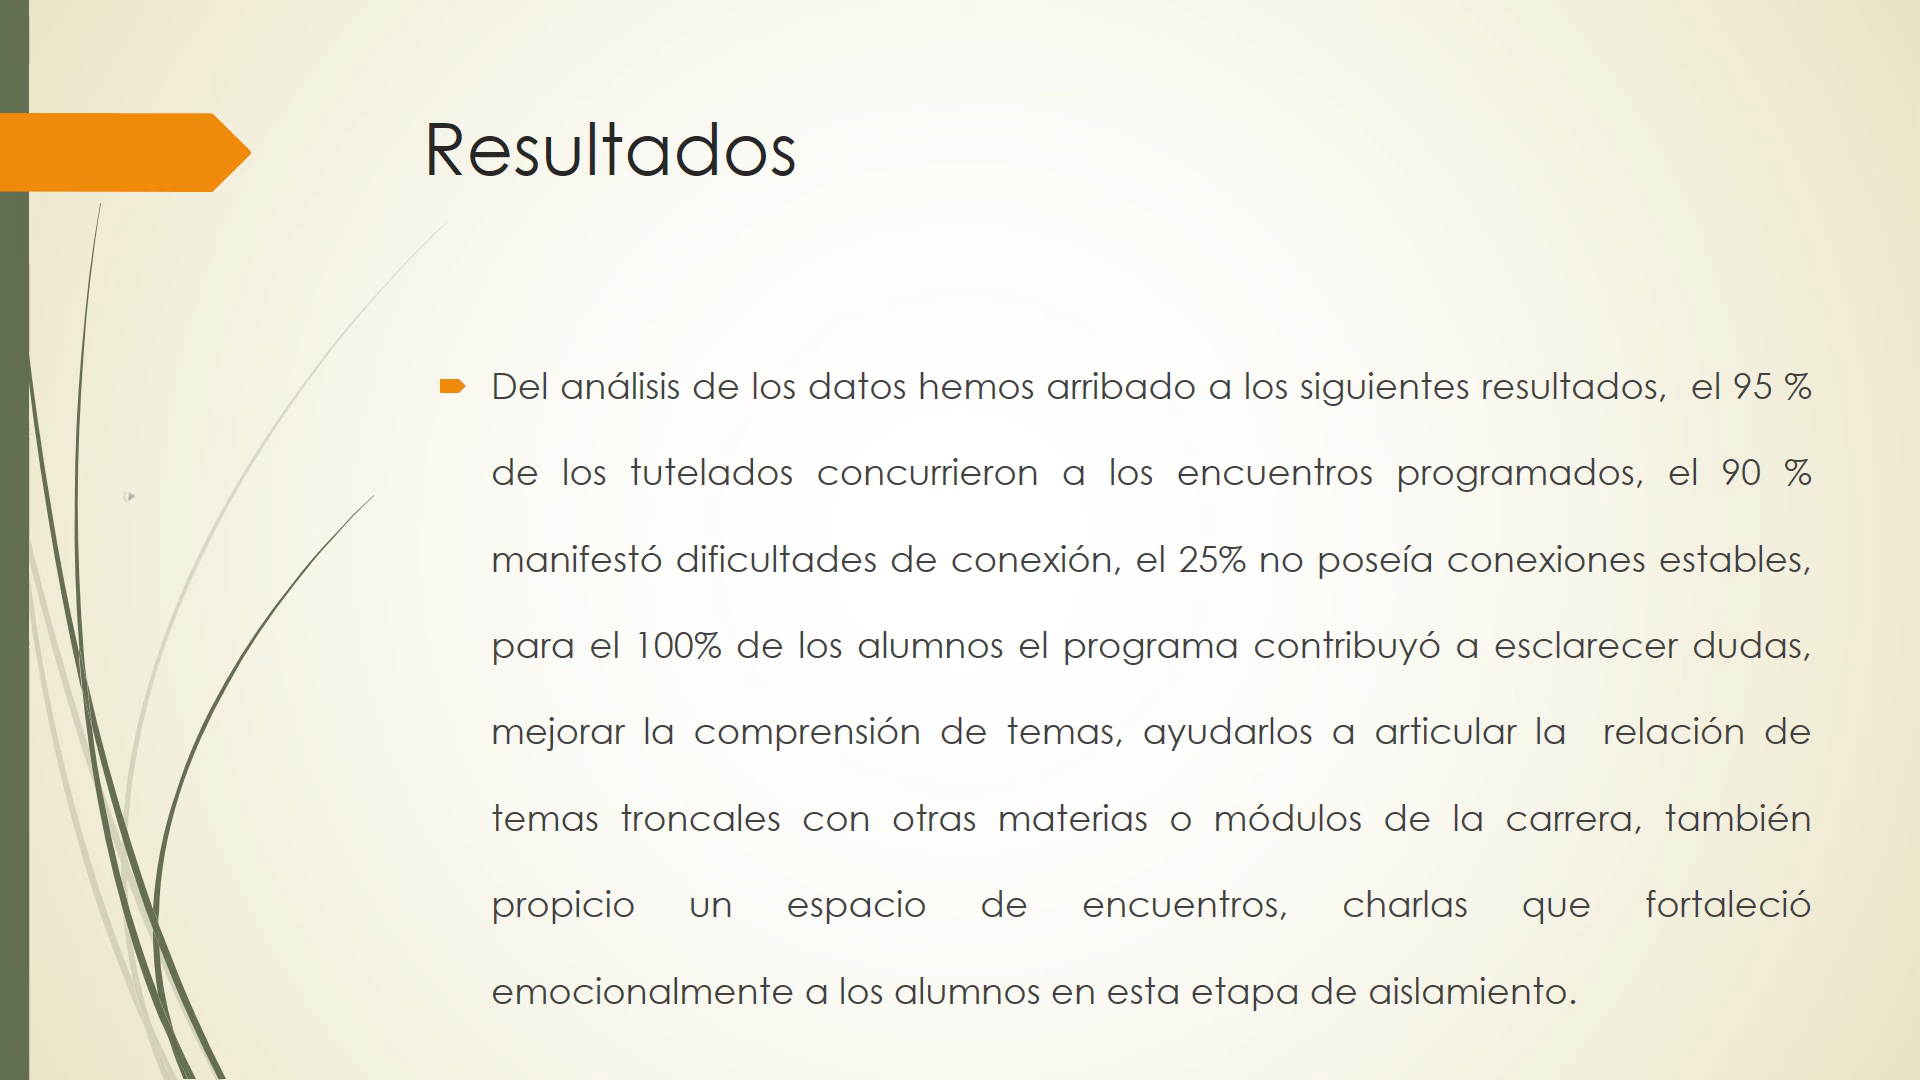 Resultados
Del análisis de los datos hemos arribado a los siguientes resultados,  el 95 %
de los tutelados concurrieron a los encuentros programados, el 90 %
manifestó dificultades de conexión, el 25% no poseía conexiones estables,
para el 100% de los alumnos el programa contribuyó a esclarecer dudas,
mejorar la comprensión de temas, ayudarlos a articular la  relación de
temas troncales con otras materias o módulos de la carrera, también
propicio un espacio de encuentros, charlas que fortaleció
emocionalmente a los alumnos en esta etapa de aislamiento.